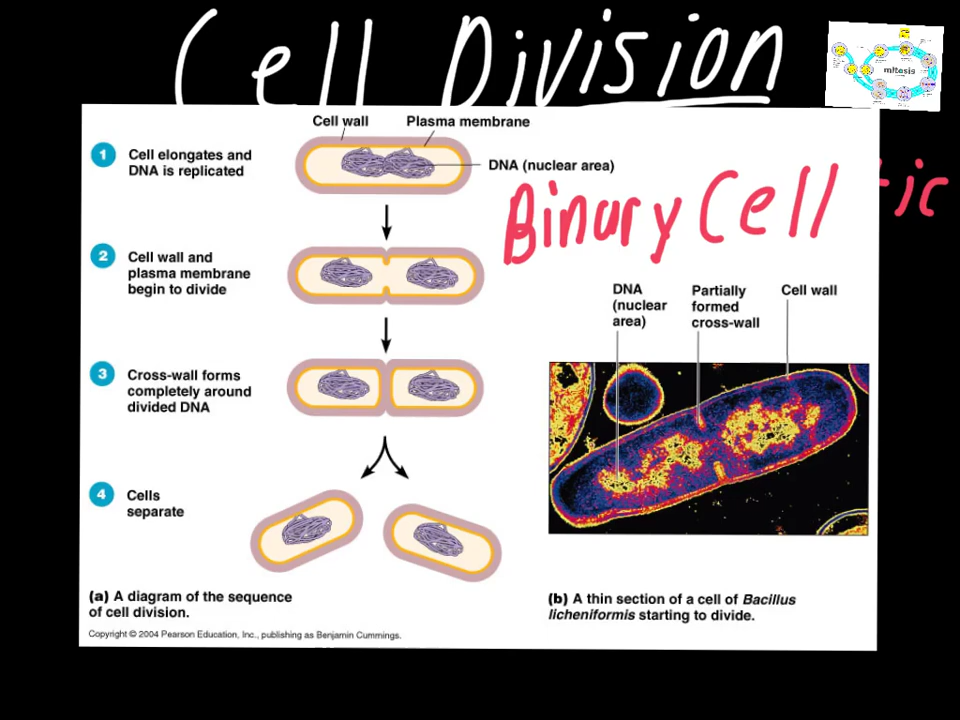 Cell Division
mitosis
Cell wall
Plasma membrane
1
Cell elongates and
DNA is replicated
DNA (nuclear area)
Binary Cell
tic
2
Cell wall and
plasma membrane
begin to divide
DNA
(nuclear
area)
Partially
formed
cross-wall
Cell wall
3
Cross-wall forms
completely around
divided DNA
4
Cells
separate
(a) A diagram of the sequence
of cell division.
(b) A thin section of a cell of Bacillus
licheniformis starting to divide.
Copyright © 2004 Pearson Education, Inc., publishing as Benjamin Cummings.